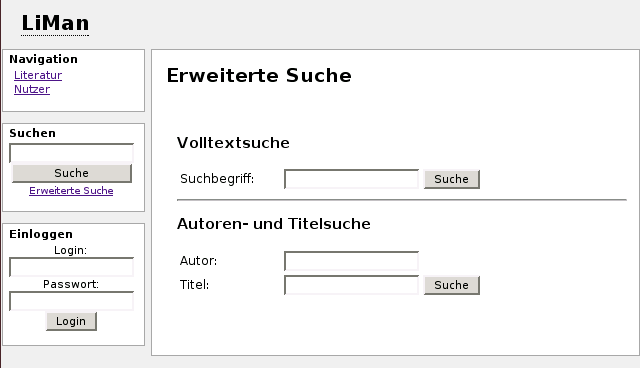 LiMan
Navigation
Literatur
Nutzer
Suchen
Suche
Erweiterte Suche
Einloggen
Login:
Passwort:
Login
Erweiterte Suche
Volltextsuche
Suchbegriff: Suche
Autoren- und Titelsuche
Autor:
Titel: Suche